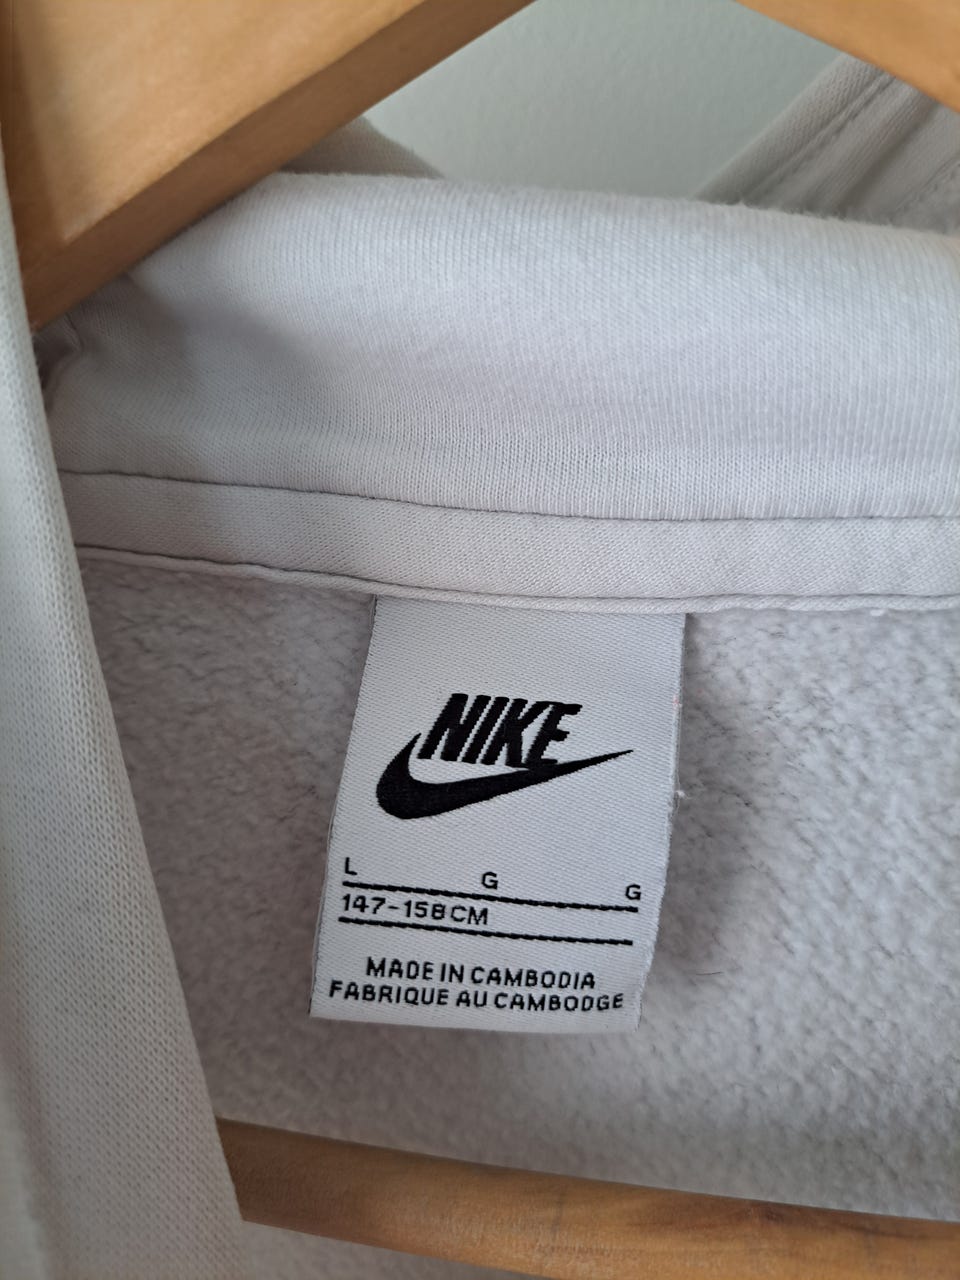 NIKE
L G G
147-158CM
MADE IN CAMBODIA
FABRIQUE AU CAMBODGE